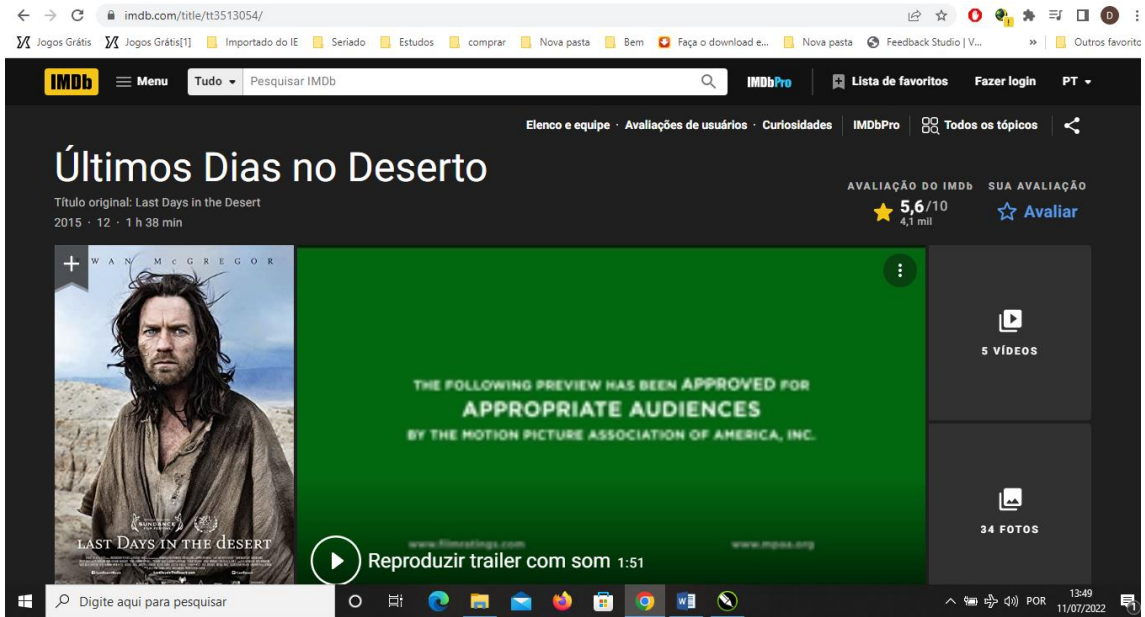 imdb.com/title/tt3513054/
Jogos Grátis Jogos Grátis[1] Importado do IE Seriado Estudos comprar Nova pasta Bem Faça o download e... Nova pasta Feedback Studio | V... » Outros favorito
IMDb Menu Tudo Pesquisar IMDb IMDbPro Lista de favoritos Fazer login PT
Elenco e equipe · Avaliações de usuários · Curiosidades IMDbPro Todos os tópicos
Últimos Dias no Deserto
Título original: Last Days in the Desert
2015 · 12 · 1 h 38 min
AVALIAÇÃO DO IMDb SUA AVALIAÇÃO
5,6/10 Avaliar
4,1 mil
WAN McGREGOR
SUNDANCE
LAST DAYS IN THE DESERT
THE FOLLOWING PREVIEW HAS BEEN APPROVED FOR
APPROPRIATE AUDIENCES
BY THE MOTION PICTURE ASSOCIATION OF AMERICA, INC.
www.filmratings.com www.mpaa.org
Reproduzir trailer com som 1:51
5 VÍDEOS
34 FOTOS
Digite aqui para pesquisar POR 13:49
11/07/2022
1